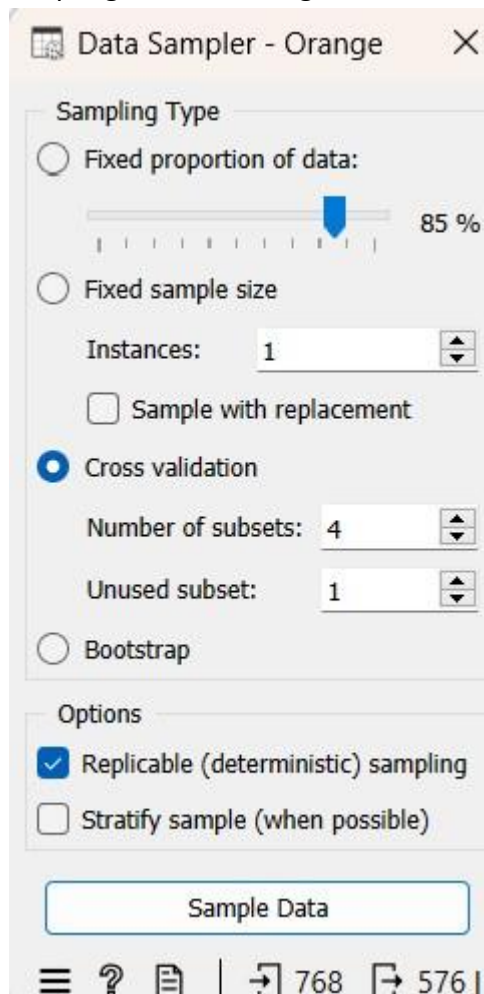 Data Sampler - Orange
Sampling Type
Fixed proportion of data:
85 %
Fixed sample size
Instances: 1
Sample with replacement
Cross validation
Number of subsets: 4
Unused subset: 1
Bootstrap
Options
Replicable (deterministic) sampling
Stratify sample (when possible)
Sample Data
? 768 576